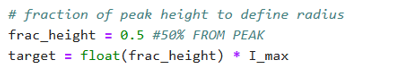 # fraction of peak height to define radius
frac_height = 0.5 #50% FROM PEAK
target = float(frac_height) * I_max